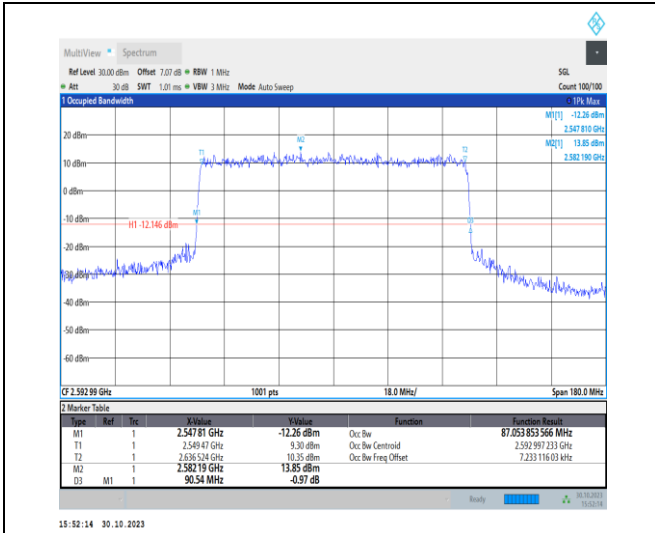 MultiView Spectrum
Ref Level 30.00 dBm Offset 7.07 dB RBW 1 MHz SGL
Att 30 dB SWT 1.01 ms VBW 3 MHz Mode Auto Sweep Count 100/100
1 Occupied Bandwidth 1Pk Max
M1[1] -12.26 dBm
2.547 810 GHz
M2[1] 13.85 dBm
2.582 190 GHz
20 dBm
M2
T1
T2
10 dBm
0 dBm
-10 dBm
M1
H1 -12.146 dBm
D3
-30 dBm
-40 dBm
-50 dBm
-60 dBm
CF 2.592 99 GHz 1001 pts 18.0 MHz/ Span 180.0 MHz
2 Marker Table
Type Ref Trc X-Value Y-Value Function Function Result
M1 1 2.547 81 GHz -12.26 dBm Occ Bw 87.053 853 566 MHz
T1 1 2.549 47 GHz 9.30 dBm Occ Bw Centroid 2.592 997 233 GHz
T2 1 2.636 524 GHz 10.35 dBm Occ Bw Freq Offset 7.233 116 03 kHz
M2 1 2.582 19 GHz 13.85 dBm
D3 M1 1 90.54 MHz -0.97 dB
Ready 30.10.2023
15:52:14
15:52:14 30.10.2023